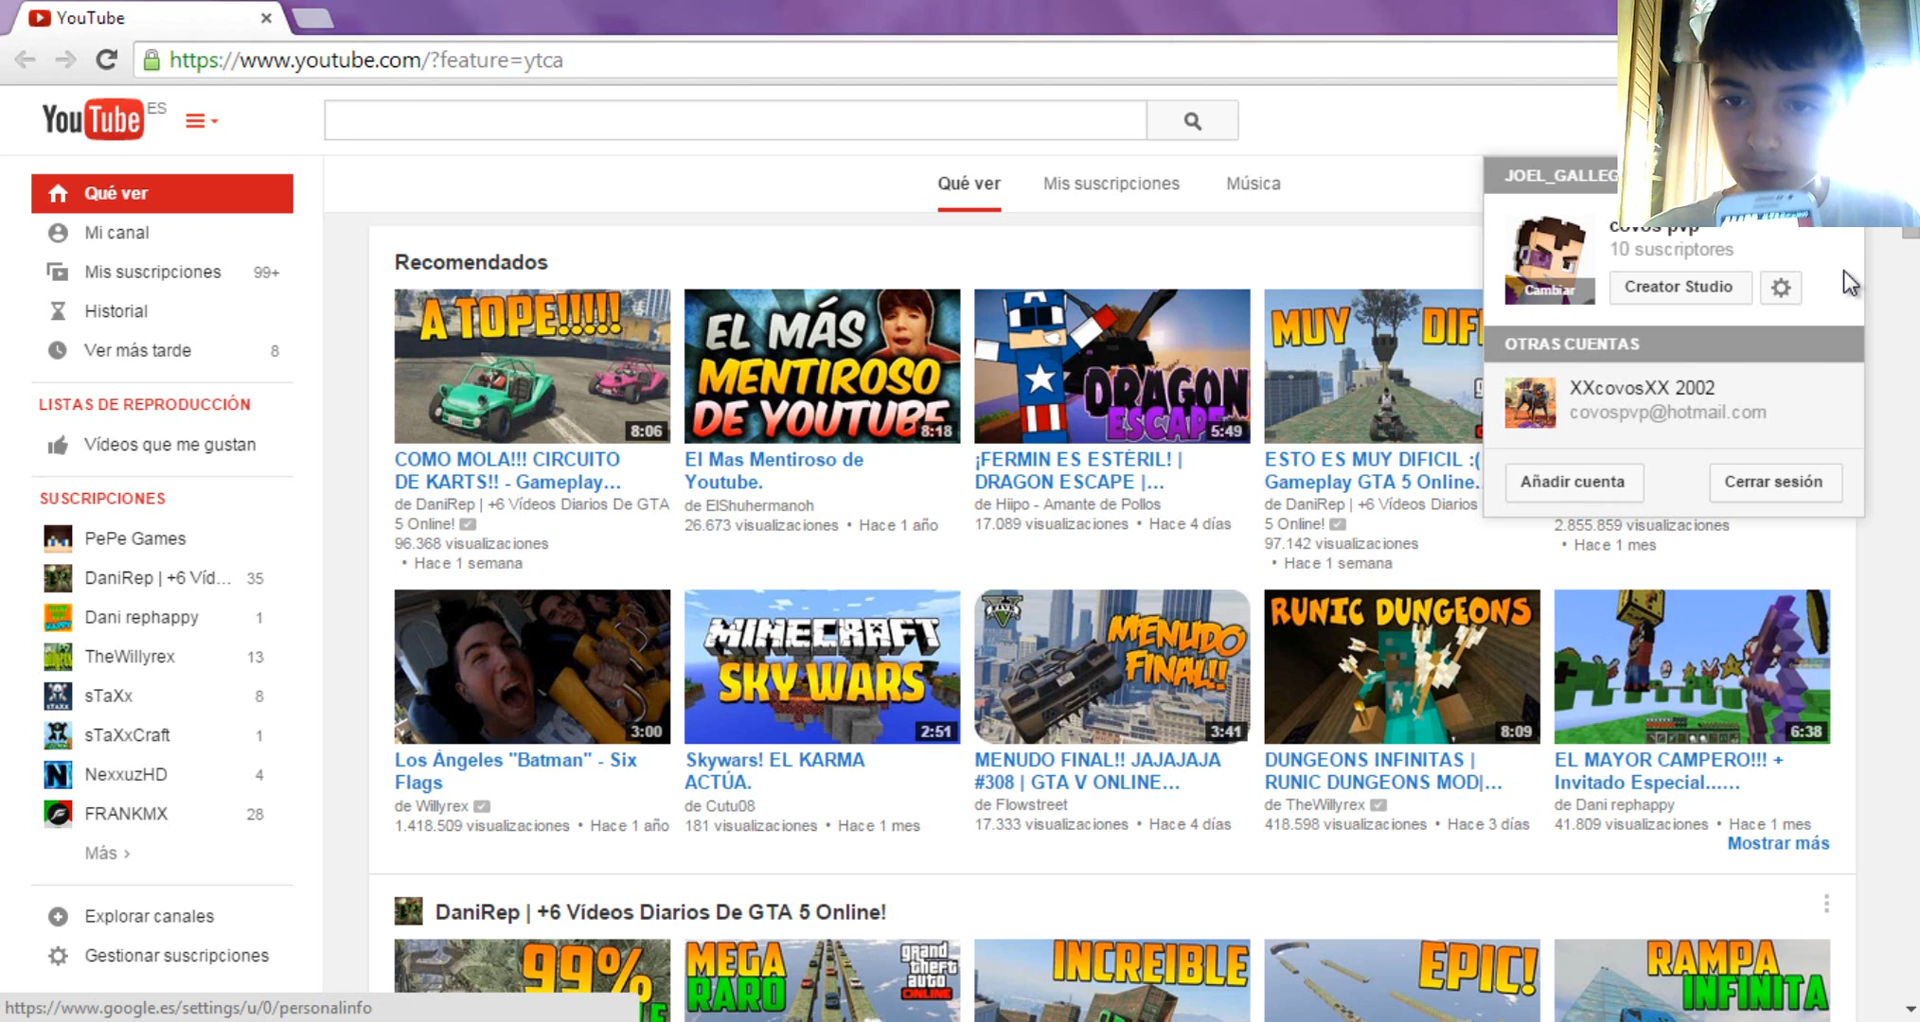 YouTube
https://www.youtube.com/?feature=ytca
YouTube ES
Qué ver
Mis suscripciones
Música
Qué ver
Mi canal
Mis suscripciones 99+
Historial
Ver más tarde 8
LISTAS DE REPRODUCCIÓN
Vídeos que me gustan
SUSCRIPCIONES
PePe Games
DaniRep | +6 Víd... 35
Dani rephappy 1
TheWillyrex 13
sTaXx 8
sTaXxCraft 1
NexxuzHD 4
FRANKMX 28
Más
Explorar canales
Gestionar suscripciones
https://www.google.es/settings/u/0/personalinfo
JOEL_GALLEG
covos pvp
10 suscriptores
Cambiar
Creator Studio
OTRAS CUENTAS
XXcovosXX 2002
covospvp@hotmail.com
Añadir cuenta
Cerrar sesión
Recomendados
A TOPE!!!!!
8:06
COMO MOLA!!! CIRCUITO
DE KARTS!! - Gameplay...
de DaniRep | +6 Vídeos Diarios De GTA
5 Online!
96.368 visualizaciones
• Hace 1 semana
EL MÁS
MENTIROSO
DE YOUTUBE
8:18
El Mas Mentiroso de
Youtube.
de ElShuhermanoh
26.673 visualizaciones • Hace 1 año
DRAGON
ESCAPE
5:49
¡FERMIN ES ESTÉRIL! |
DRAGON ESCAPE |...
de Hiipo - Amante de Pollos
17.089 visualizaciones • Hace 4 días
MUY DIFI
ESTO ES MUY DIFICIL :(
Gameplay GTA 5 Online.
de DaniRep | +6 Vídeos Diarios
5 Online!
97.142 visualizaciones
• Hace 1 semana
2.855.859 visualizaciones
• Hace 1 mes
3:00
Los Ángeles "Batman" - Six
Flags
de Willyrex
1.418.509 visualizaciones • Hace 1 año
MINECRAFT
SKY WARS
2:51
Skywars! EL KARMA
ACTÚA.
de Cutu08
181 visualizaciones • Hace 1 mes
V
MENUDO
FINAL!!
3:41
MENUDO FINAL!! JAJAJAJA
#308 | GTA V ONLINE...
de Flowstreet
17.333 visualizaciones • Hace 4 días
RUNIC DUNGEONS
8:09
DUNGEONS INFINITAS |
RUNIC DUNGEONS MOD|...
de TheWillyrex
418.598 visualizaciones • Hace 3 días
6:38
EL MAYOR CAMPERO!!! +
Invitado Especial......
de Dani rephappy
41.809 visualizaciones • Hace 1 mes
Mostrar más
DaniRep | +6 Vídeos Diarios De GTA 5 Online!
99%
MEGA
RARO
grand
theft
auto
ONLINE
INCREIBLE
EPIC!
RAMPA
INFINITA